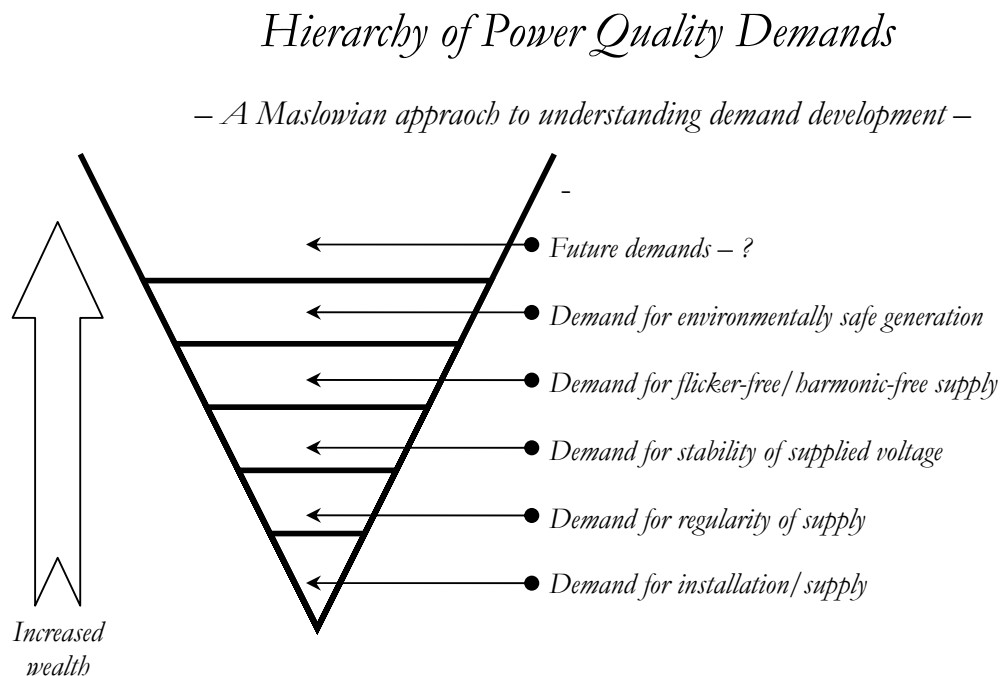 Hierarchy of Power Quality Demands
– A Maslowian appraoch to understanding demand development –
-
Future demands – ?
Demand for environmentally safe generation
Demand for flicker-free/harmonic-free supply
Demand for stability of supplied voltage
Demand for regularity of supply
Demand for installation/supply
Increased
wealth